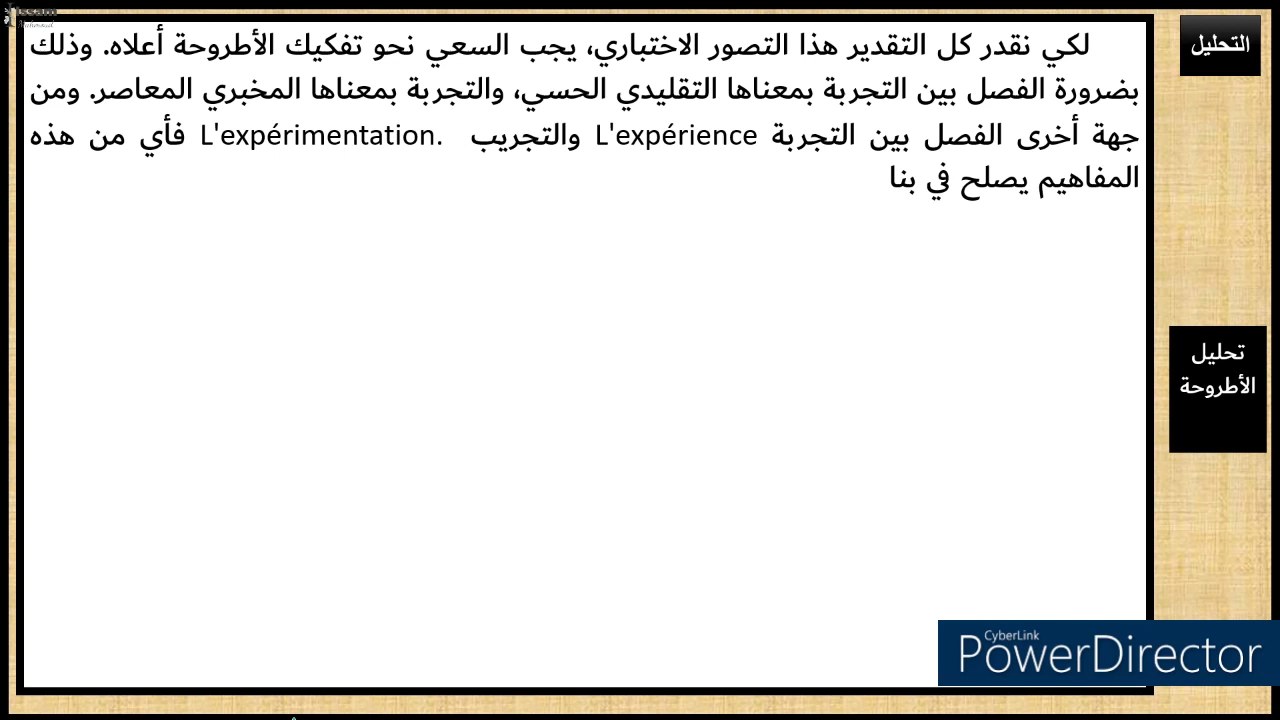 التحليل
لكي نقدر كل التقدير هذا التصور الاختباري، يجب السعي نحو تفكيك الأطروحة أعلاه. وذلك
بضرورة الفصل بين التجربة بمعناها التقليدي الحسي، والتجربة بمعناها المخبري المعاصر. ومن
جهة أخرى الفصل بين التجربة L'expérience والتجريب L'expérimentation. فأي من هذه
المفاهيم يصلح في بنا
تحليل
الأطروحة
CyberLink
PowerDirector